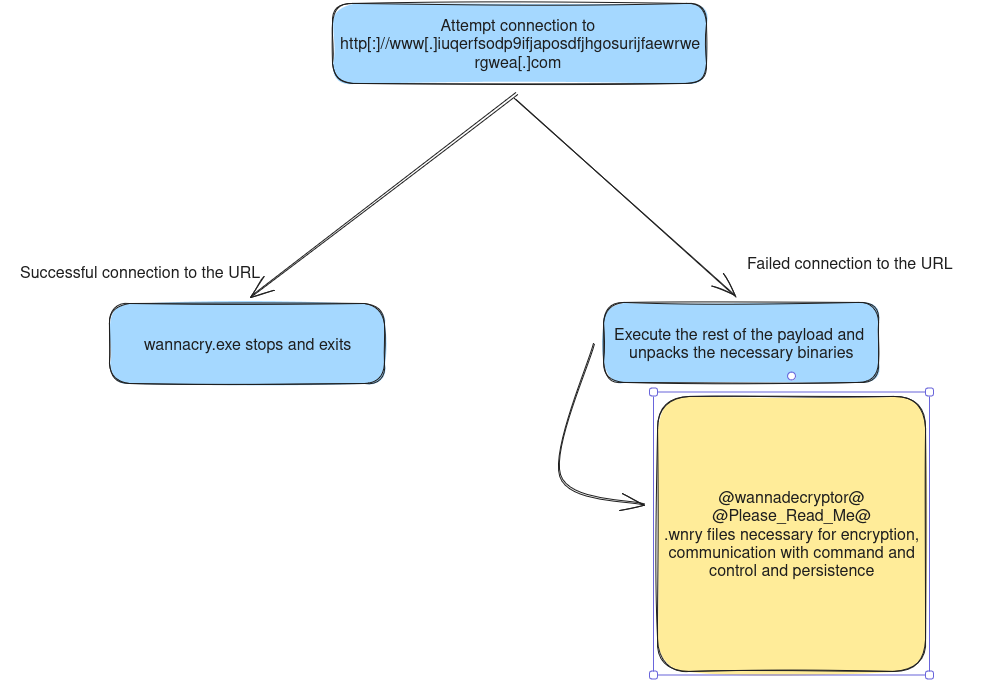 Attempt connection to
http[:]//www[.]iuqerfsodp9ifjaposdfjhgosurijfaewrwe
rgwea[.]com
Successful connection to the URL
Failed connection to the URL
wannacry.exe stops and exits
Execute the rest of the payload and
unpacks the necessary binaries
@wannadecryptor@
@Please_Read_Me@
.wnry files necessary for encryption,
communication with command and
control and persistence